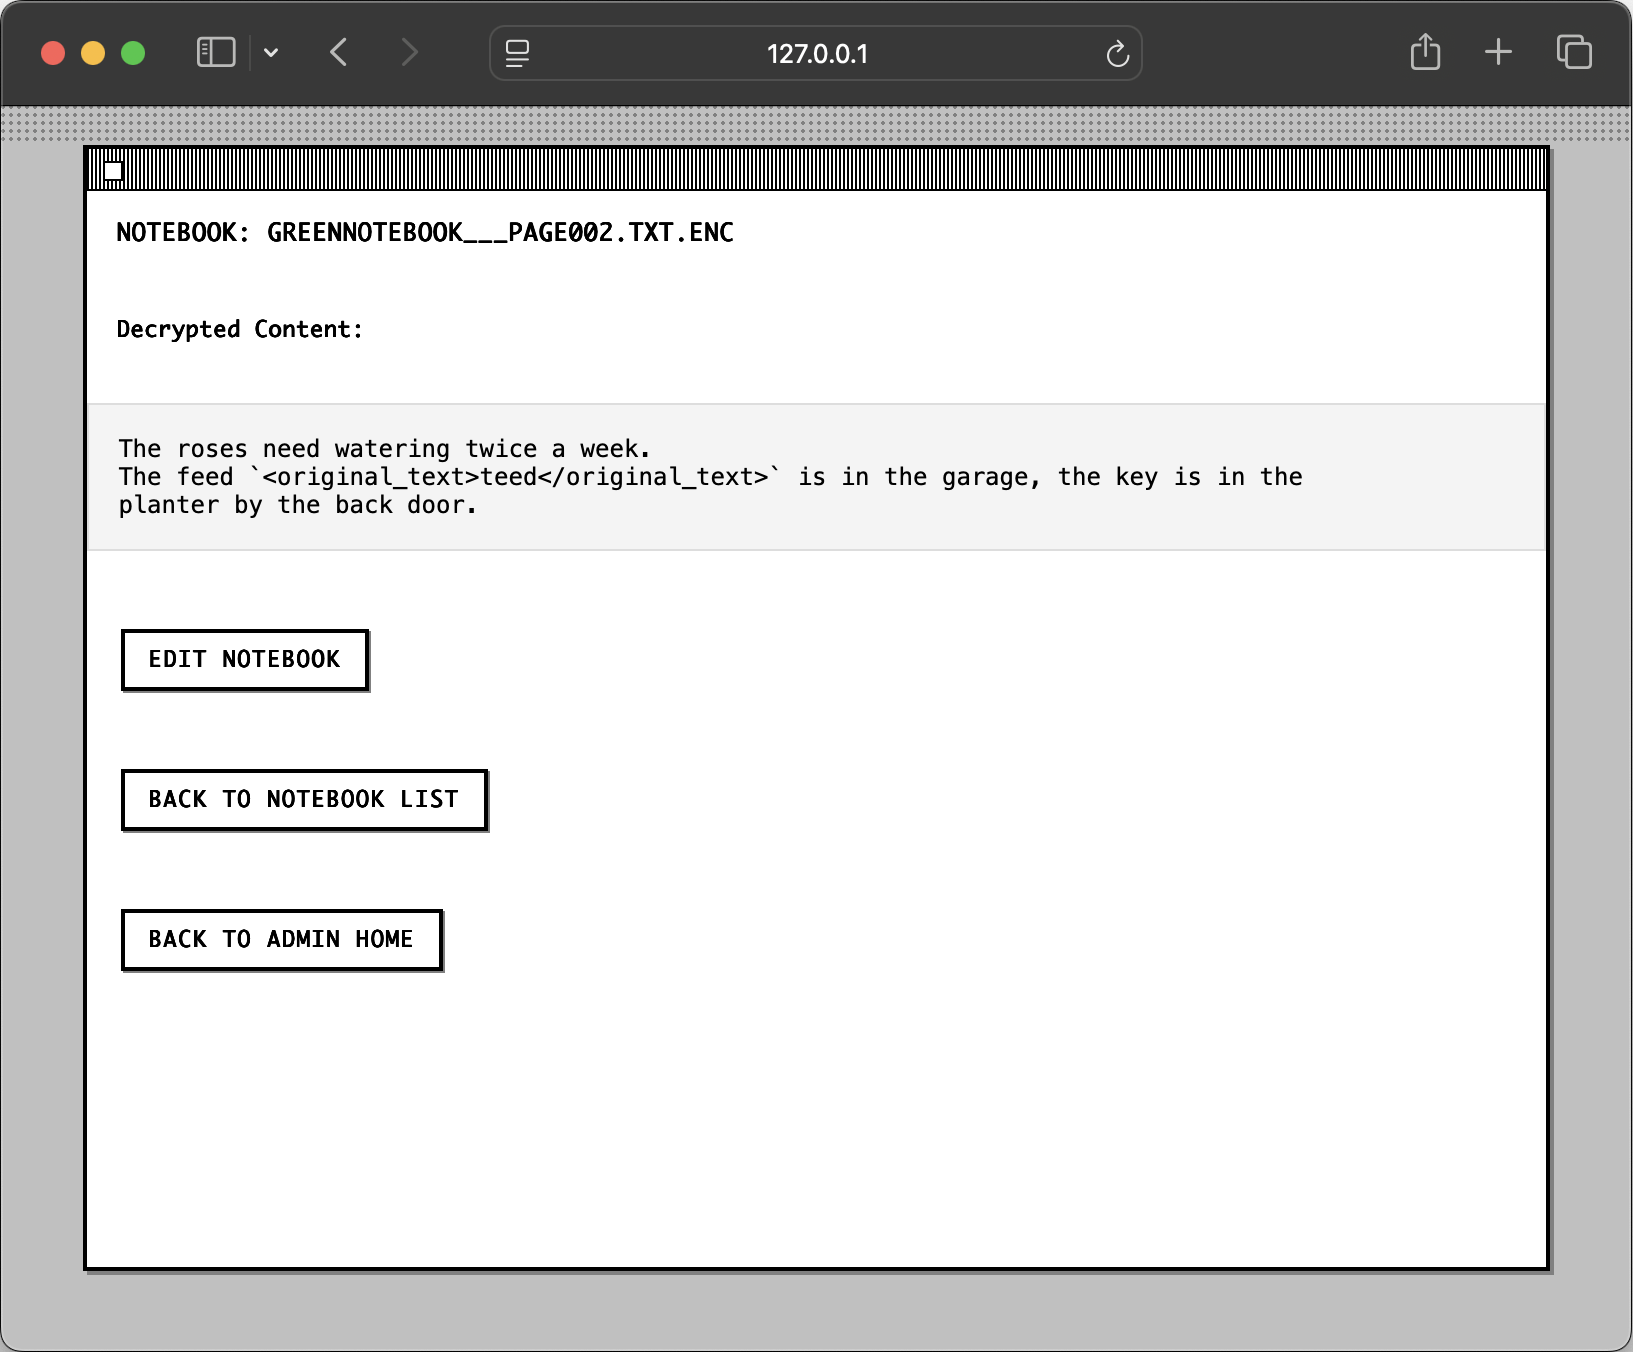 127.0.0.1
NOTEBOOK: GREENNOTEBOOK___PAGE002.TXT.ENC
Decrypted Content:
The roses need watering twice a week.
The feed `<original_text>teed</original_text>` is in the garage, the key is in the
planter by the back door.
EDIT NOTEBOOK
BACK TO NOTEBOOK LIST
BACK TO ADMIN HOME